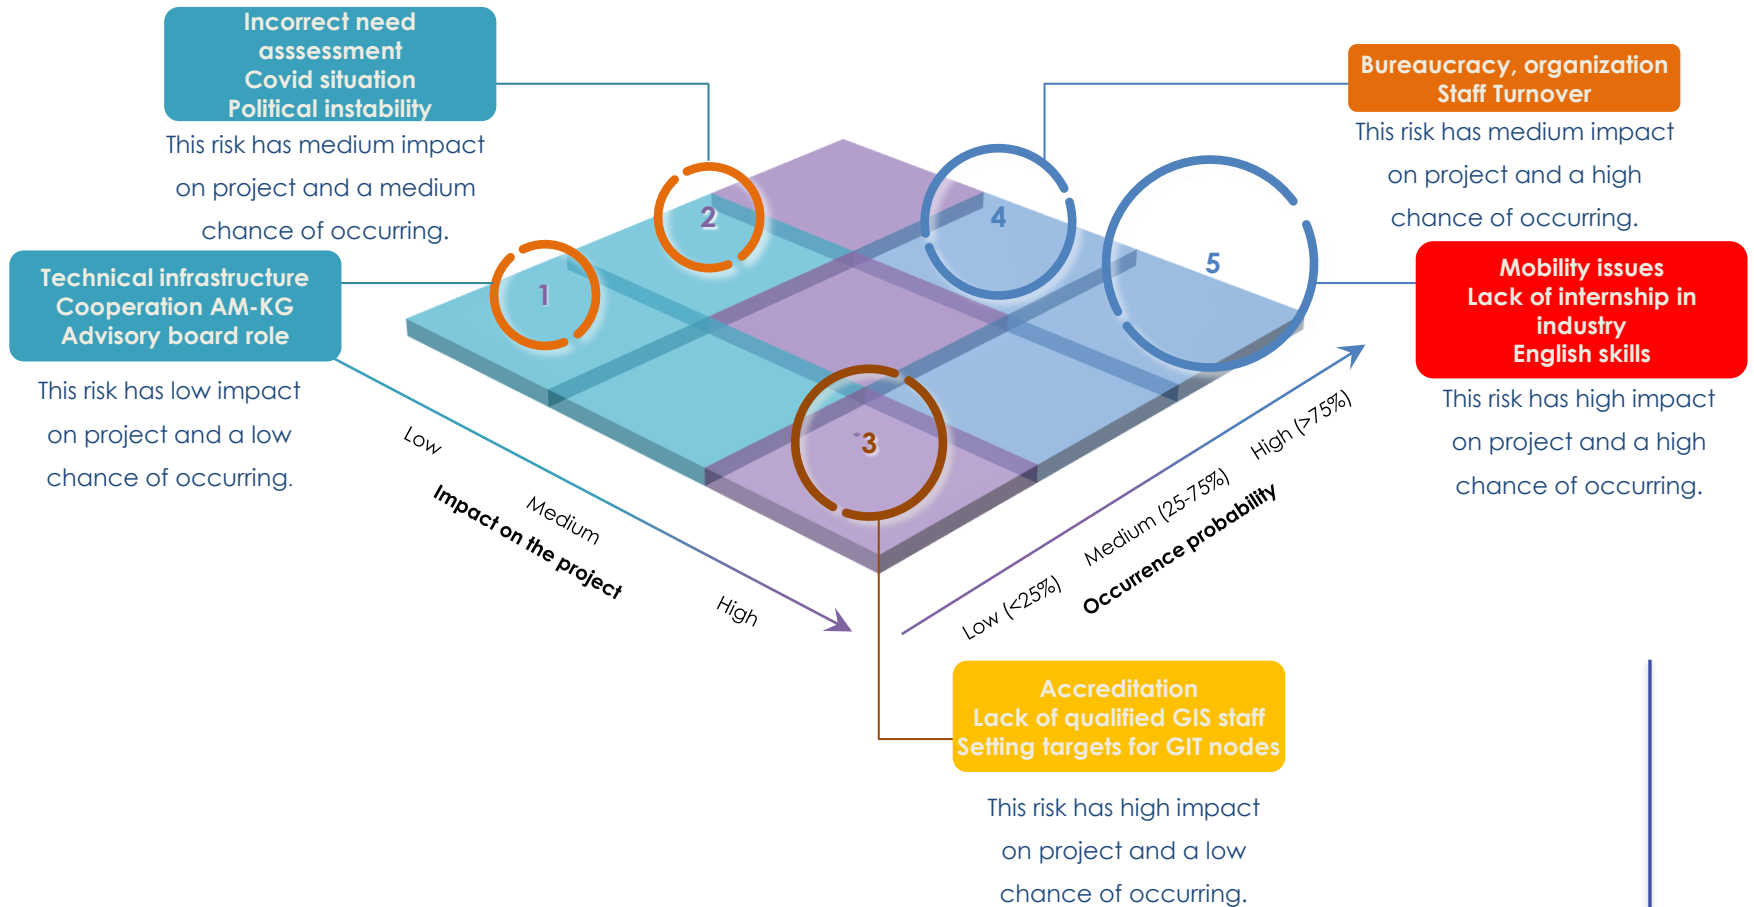 Incorrect need
asssessment
Covid situation
Political instability
This risk has medium impact
on project and a medium
chance of occurring.
Technical infrastructure
Cooperation AM-KG
Advisory board role
This risk has low impact
on project and a low
chance of occurring.
1
2
3
4
5
Bureaucracy, organization
Staff Turnover
This risk has medium impact
on project and a high
chance of occurring.
Mobility issues
Lack of internship in
industry
English skills
This risk has high impact
on project and a high
chance of occurring.
Low
Medium
High
Impact on the project
Low (<25%)
Medium (25-75%)
High (>75%)
Occurrence probability
Accreditation
Lack of qualified GIS staff
Setting targets for GIT nodes
This risk has high impact
on project and a low
chance of occurring.